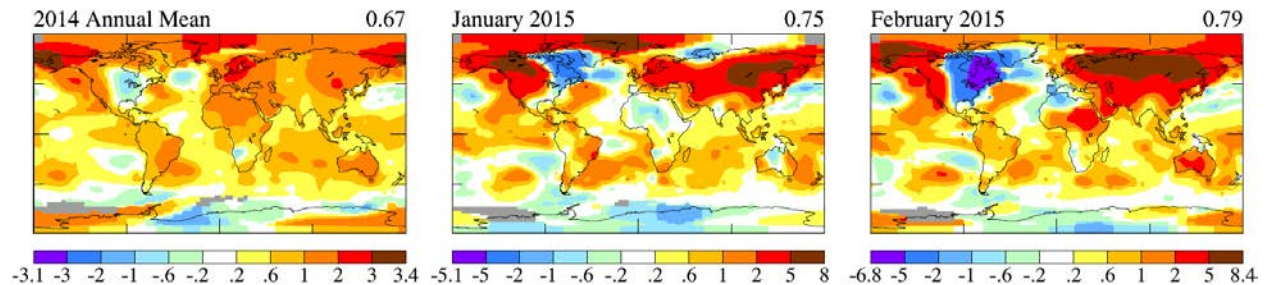 2014 Annual Mean 0.67
January 2015 0.75
February 2015 0.79
-3.1 -3 -2 -1 -.6 -.2 .2 .6 1 2 3 3.4
-5.1 -5 -2 -1 -.6 -.2 .2 .6 1 2 5 8
-6.8 -5 -2 -1 -.6 -.2 .2 .6 1 2 5 8.4